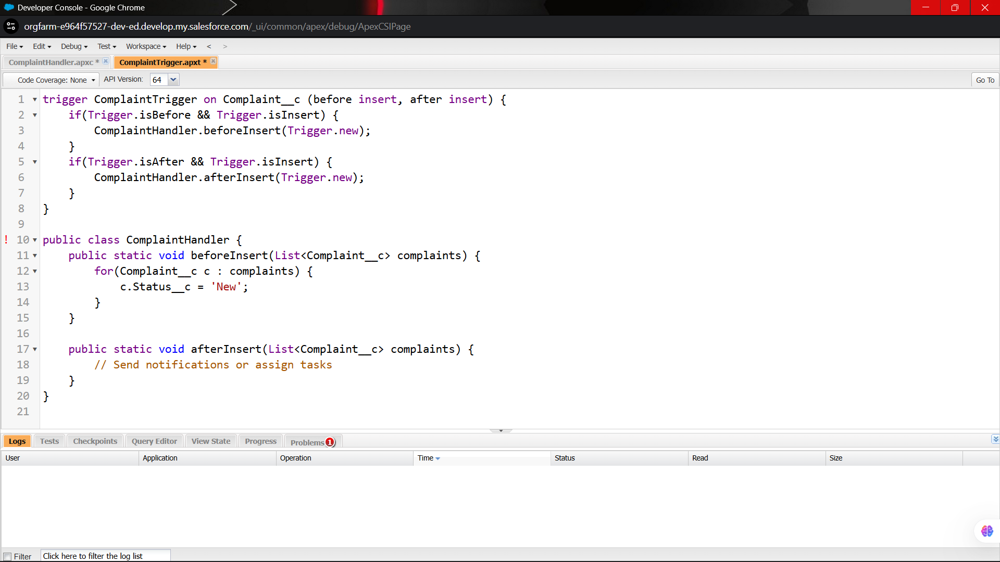 Developer Console - Google Chrome
orgfarm-e964f57527-dev-ed.develop.my.salesforce.com/_ui/common/apex/debug/ApexCSIPage
File Edit Debug Test Workspace Help < >
ComplaintHandler.apxc * ComplaintTrigger.apxt *
Code Coverage: None API Version: 64 Go To
1 trigger ComplaintTrigger on Complaint__c (before insert, after insert) {
2 if(Trigger.isBefore && Trigger.isInsert) {
3 ComplaintHandler.beforeInsert(Trigger.new);
4 }
5 if(Trigger.isAfter && Trigger.isInsert) {
6 ComplaintHandler.afterInsert(Trigger.new);
7 }
8 }
9
! 10 public class ComplaintHandler {
11 public static void beforeInsert(List<Complaint__c> complaints) {
12 for(Complaint__c c : complaints) {
13 c.Status__c = 'New';
14 }
15 }
16
17 public static void afterInsert(List<Complaint__c> complaints) {
18 // Send notifications or assign tasks
19 }
20 }
21
Logs Tests Checkpoints Query Editor View State Progress Problems 1
User Application Operation Time Status Read Size
Filter Click here to filter the log list